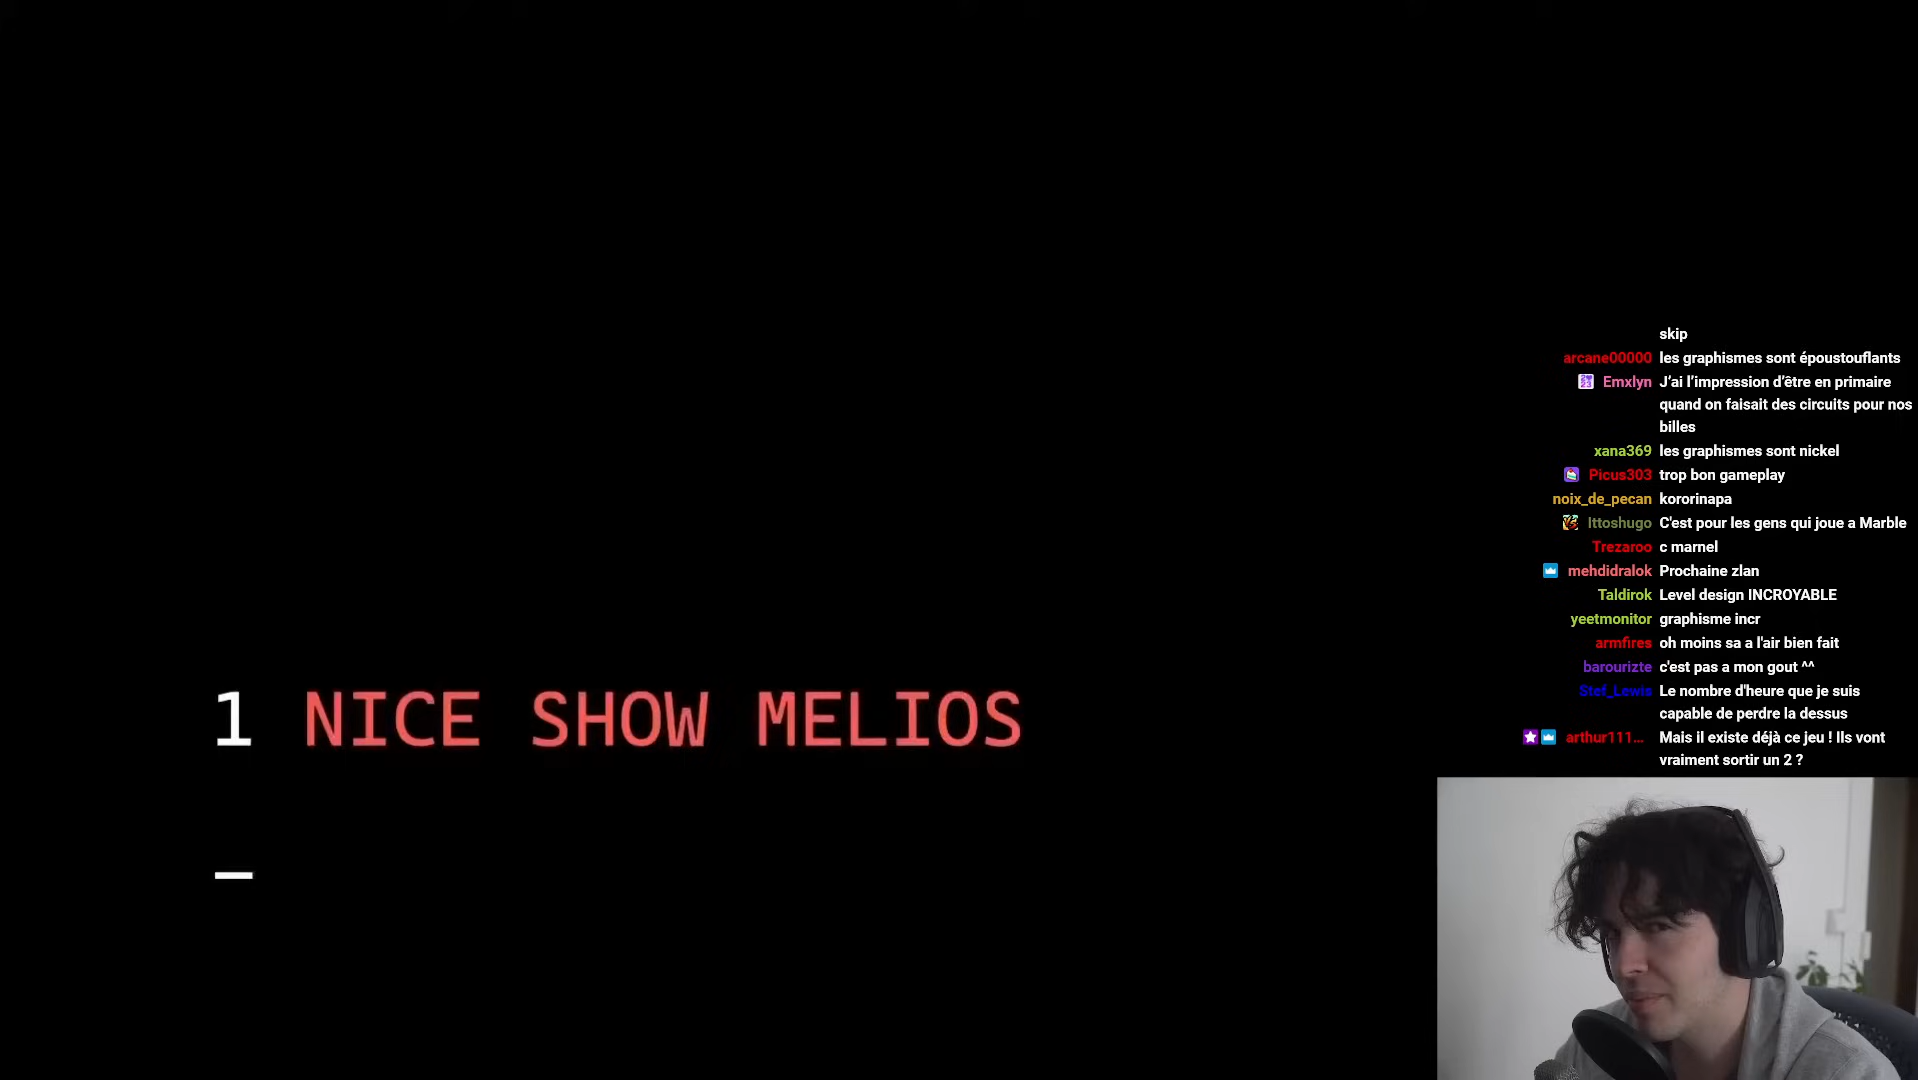 skip
arcane00000 les graphismes sont époustouflants
Emxlyn J'ai l'impression d'être en primaire
quand on faisait des circuits pour nos
billes
xana369 les graphismes sont nickel
Picus303 trop bon gameplay
noix_de_pecan kororinapa
Ittoshugo C'est pour les gens qui joue a Marble
Trezaroo c marnel
mehdidralok Prochaine zlan
Taldirok Level design INCROYABLE
yeetmonitor graphisme incr
armfires oh moins sa a l'air bien fait
barourizte c'est pas a mon gout ^^
Stef_Lewis Le nombre d'heure que je suis
capable de perdre la dessus
arthur111... Mais il existe déjà ce jeu ! Ils vont
vraiment sortir un 2 ?
1 NICE SHOW MELIOS
_